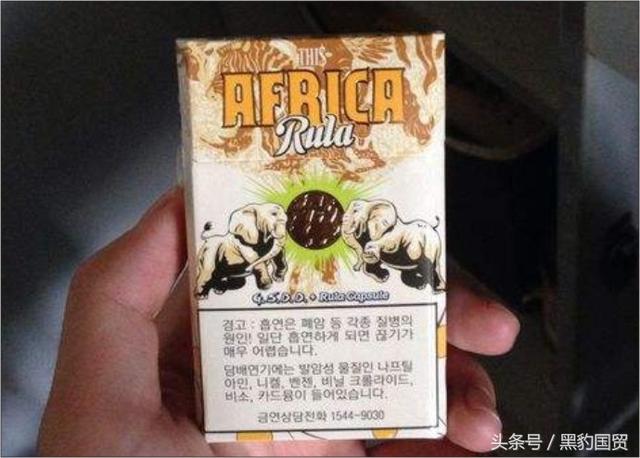 THIS
AFRICA
Rula
G.S.D.D. + Rula Capsule
경고 : 흡연은 폐암 등 각종 질병의
원인! 일단 흡연하게 되면 끊기가
매우 어렵습니다.
담배연기에는 발암성 물질인 나프틸
아민, 니켈, 벤젠, 비닐 크롤라이드,
비소, 카드뮴이 들어있습니다.
금연상담전화 1544-9030
头条号 / 黑豹国贸